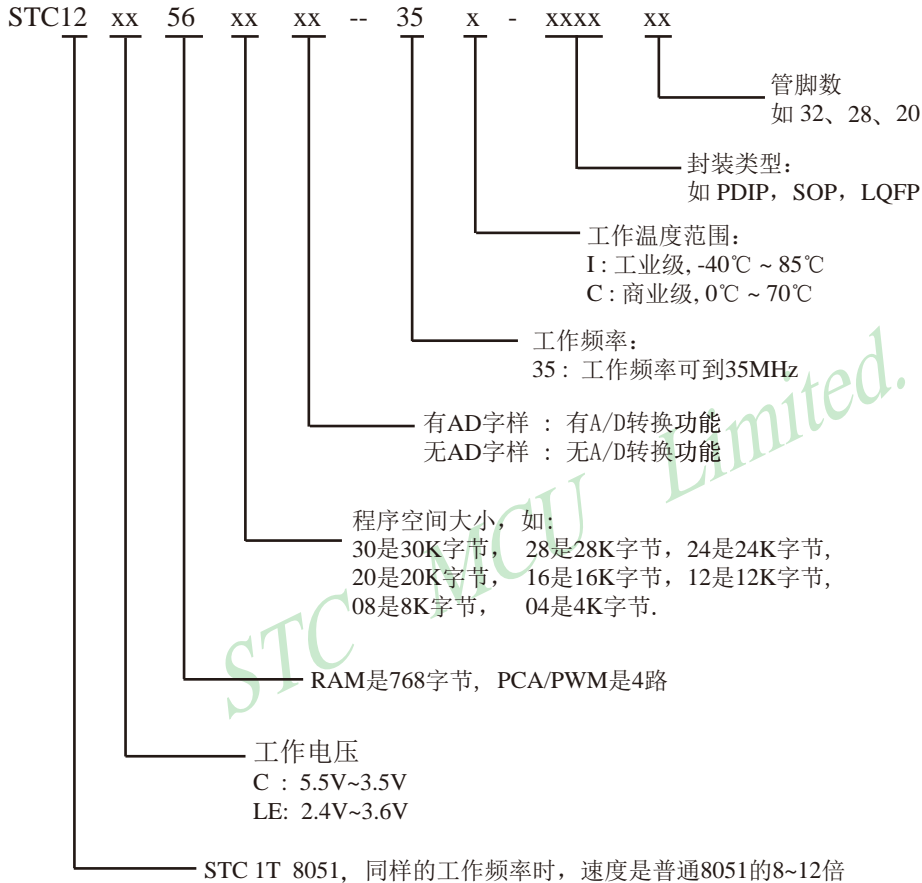 STC12 xx 56 xx xx -- 35 x - xxxx xx
管脚数
如 32、28、20
封装类型：
如 PDIP，SOP，LQFP
工作温度范围：
I : 工业级, -40℃ ~ 85℃
C : 商业级, 0℃ ~ 70℃
工作频率：
35 : 工作频率可到35MHz
有AD字样 : 有A/D转换功能
无AD字样 : 无A/D转换功能
程序空间大小，如:
30是30K字节， 28是28K字节，24是24K字节,
20是20K字节， 16是16K字节，12是12K字节,
08是8K字节， 04是4K字节.
RAM是768字节, PCA/PWM是4路
工作电压
C : 5.5V~3.5V
LE: 2.4V~3.6V
STC 1T 8051, 同样的工作频率时，速度是普通8051的8~12倍
STC MCU Limited.